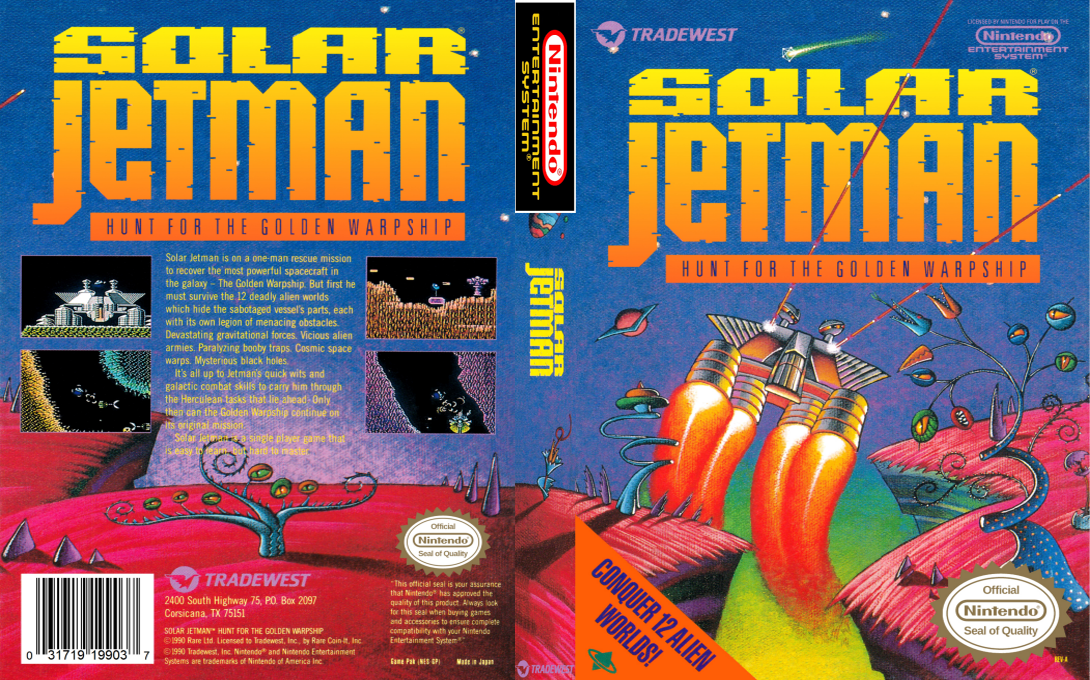 SOLAR
JETMAN
HUNT FOR THE GOLDEN WARPSHIP
Solar Jetman is on a one-man rescue mission
to recover the most powerful spacecraft in
the galaxy – The Golden Warpship. But first he
must survive the 12 deadly alien worlds
which hide the sabotaged vessel's parts, each
with its own legion of menacing obstacles.
Devastating gravitational forces. Vicious alien
armies. Paralyzing booby traps. Cosmic space
warps. Mysterious black holes.
It's all up to Jetman's quick wits and
galactic combat skills to carry him through
the Herculean tasks that lie ahead. Only
then can the Golden Warpship continue on
its original mission.
Solar Jetman is a single player game that
is easy to learn, but hard to master.
Official
Nintendo®
Seal of Quality
TRADEWEST
2400 South Highway 75, P.O. Box 2097
Corsicana, TX 75151
SOLAR JETMAN™ HUNT FOR THE GOLDEN WARPSHIP
©1990 Rare Ltd. Licensed to Tradewest, Inc., by Rare Coin-It, Inc.
©1990 Tradewest, Inc. Nintendo® and Nintendo Entertainment
Systems are trademarks of Nintendo of America Inc.
0 31719 19903 7
"This official seal is your assurance
that Nintendo® has approved the
quality of this product. Always look
for this seal when buying games
and accessories to ensure complete
compatibility with your Nintendo
Entertainment System®"
Game Pak (NES-GP) Made in Japan
Nintendo®
ENTERTAINMENT
SYSTEM®
SOLAR
JETMAN
TRADEWEST
TRADEWEST
LICENSED BY NINTENDO FOR PLAY ON THE
Nintendo®
ENTERTAINMENT
SYSTEM®
SOLAR®
JETMAN
HUNT FOR THE GOLDEN WARPSHIP
CONQUER 12 ALIEN
WORLDS!
Official
Nintendo®
Seal of Quality
REV-A